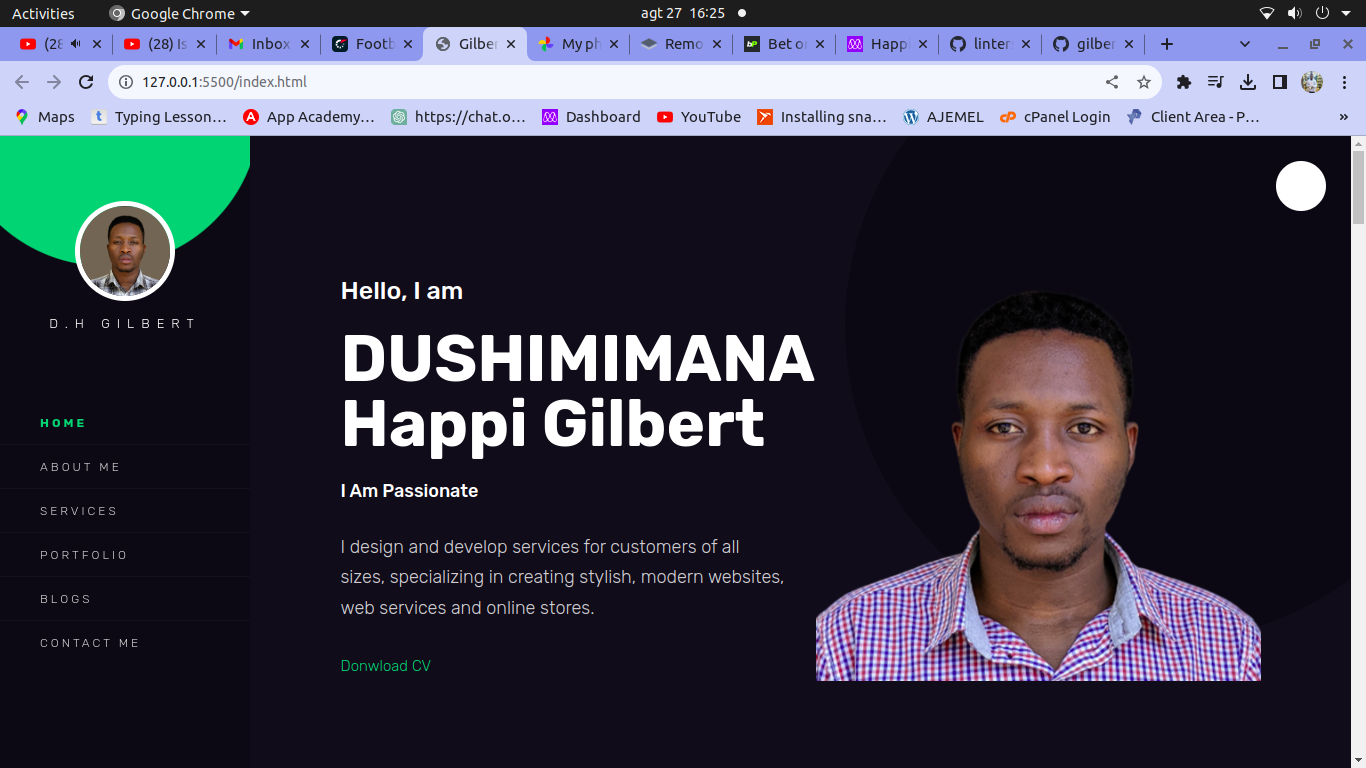 Activities Google Chrome agt 27 16:25
(28 (28) Is Inbox Footb Gilber My ph Remo Bet on Happ linter gilber
127.0.0.1:5500/index.html
Maps Typing Lesson… App Academy… https://chat.o… Dashboard YouTube Installing sna… AJEMEL cPanel Login Client Area - P… »
D.H GILBERT
HOME
ABOUT ME
SERVICES
PORTFOLIO
BLOGS
CONTACT ME
Hello, I am
DUSHIMIMANA
Happi Gilbert
I Am Passionate
I design and develop services for customers of all
sizes, specializing in creating stylish, modern websites,
web services and online stores.
Donwload CV